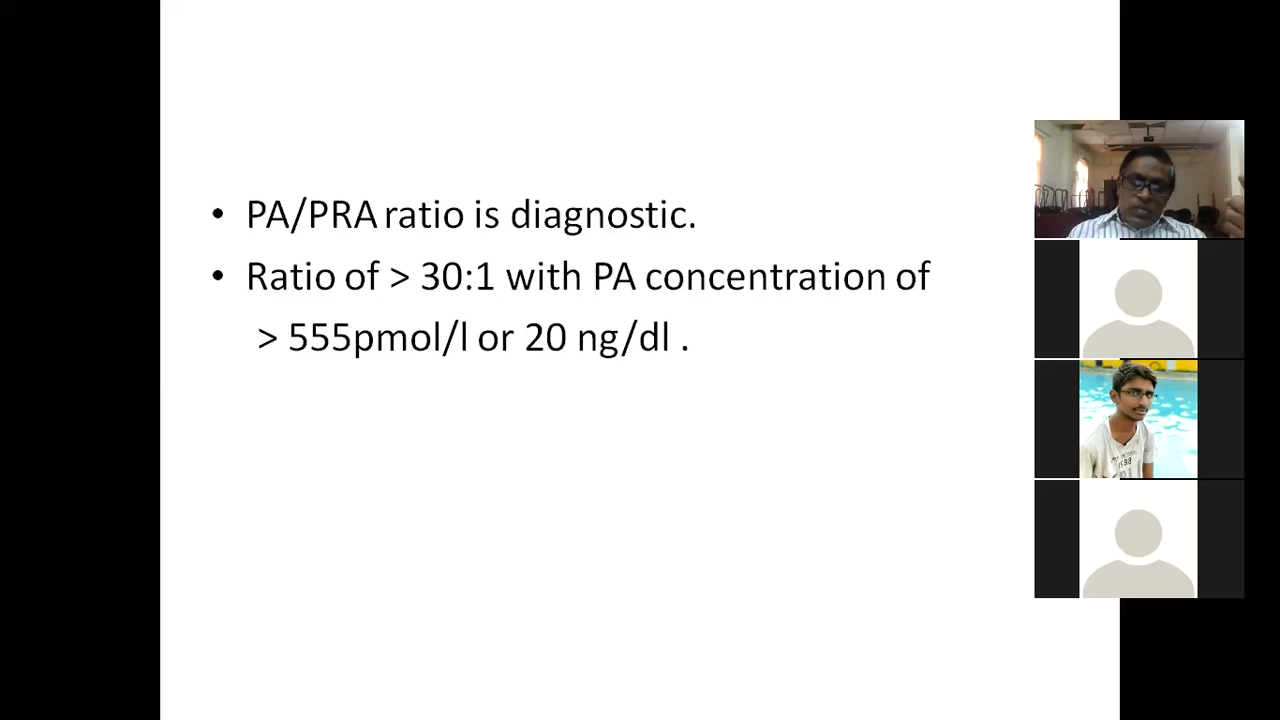 • PA/PRA ratio is diagnostic.
• Ratio of > 30:1 with PA concentration of
> 555pmol/l or 20 ng/dl .